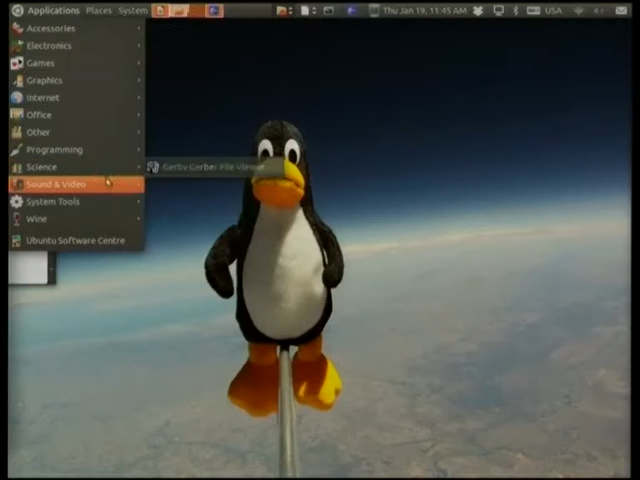 Applications Places System
Thu Jan 19, 11:45 AM
USA
Accessories
Electronics
Games
Graphics
Internet
Office
Other
Programming
Science
Gerbv Gerber File Viewer
Sound & Video
System Tools
Wine
Ubuntu Software Centre